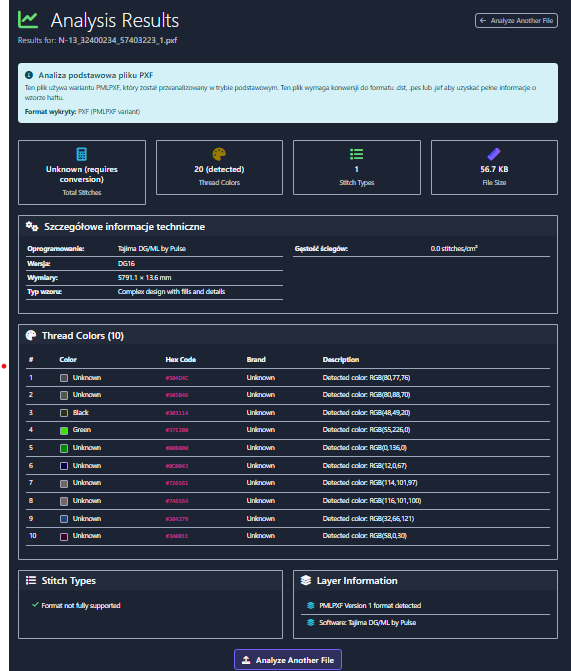 Analysis Results
Analyze Another File
Results for: N-13_32400234_57403223_1.pxf
Analiza podstawowa pliku PXF
Ten plik używa wariantu PMLPXF, który został przeanalizowany w trybie podstawowym. Ten plik wymaga konwersji do formatu .dst, .pes lub .jef aby uzyskać pełne informacje o
wzorze haftu.
Format wykryty: PXF (PMLPXF variant)
Unknown (requires
conversion)
Total Stitches
20 (detected)
Thread Colors
1
Stitch Types
56.7 KB
File Size
Szczegółowe informacje techniczne
Oprogramowanie: Tajima DG/ML by Pulse
Wersja: DG16
Wymiary: 5791.1 × 13.6 mm
Typ wzoru: Complex design with fills and details
Gęstość ściegów: 0.0 stitches/cm²
Thread Colors (10)
# Color Hex Code Brand Description
1 Unknown #504D4C Unknown Detected color: RGB(80,77,76)
2 Unknown #505846 Unknown Detected color: RGB(80,88,70)
3 Black #303114 Unknown Detected color: RGB(48,49,20)
4 Green #37E200 Unknown Detected color: RGB(55,226,0)
5 Unknown #008800 Unknown Detected color: RGB(0,136,0)
6 Unknown #0C0043 Unknown Detected color: RGB(12,0,67)
7 Unknown #726561 Unknown Detected color: RGB(114,101,97)
8 Unknown #746564 Unknown Detected color: RGB(116,101,100)
9 Unknown #204279 Unknown Detected color: RGB(32,66,121)
10 Unknown #3A001E Unknown Detected color: RGB(58,0,30)
Stitch Types
Format not fully supported
Layer Information
PMLPXF Version 1 format detected
Software: Tajima DG/ML by Pulse
Analyze Another File